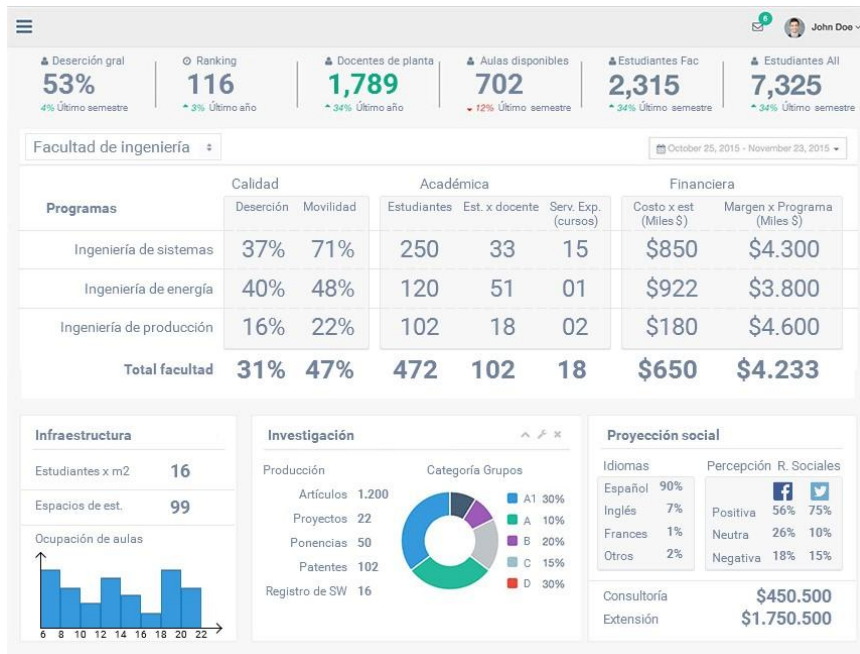 6
John Doe
Deserción gral
53%
4% Último semestre
Ranking
116
3% Último año
Docentes de planta
1,789
34% Último año
Aulas disponibles
702
12% Último semestre
Estudiantes Fac
2,315
34% Último semestre
Estudiantes All
7,325
34% Último semestre
Facultad de ingeniería
October 25, 2015 - November 23, 2015
Calidad Académica Financiera
Programas Deserción Movilidad Estudiantes Est. x docente Serv. Exp. (cursos) Costo x est (Miles $) Margen x Programa (Miles $)
Ingeniería de sistemas 37% 71% 250 33 15 $850 $4.300
Ingeniería de energía 40% 48% 120 51 01 $922 $3.800
Ingeniería de producción 16% 22% 102 18 02 $180 $4.600
Total facultad 31% 47% 472 102 18 $650 $4.233
Infraestructura
Estudiantes x m2 16
Espacios de est. 99
Ocupación de aulas
6 8 10 12 14 16 18 20 22
Investigación
Producción
Artículos 1.200
Proyectos 22
Ponencias 50
Patentes 102
Registro de SW 16
Categoría Grupos
A1 30%
A 10%
B 20%
C 15%
D 30%
Proyección social
Idiomas
Español 90%
Inglés 7%
Frances 1%
Otros 2%
Percepción R. Sociales
Positiva 56% 75%
Neutra 26% 10%
Negativa 18% 15%
Consultoría $450.500
Extensión $1.750.500